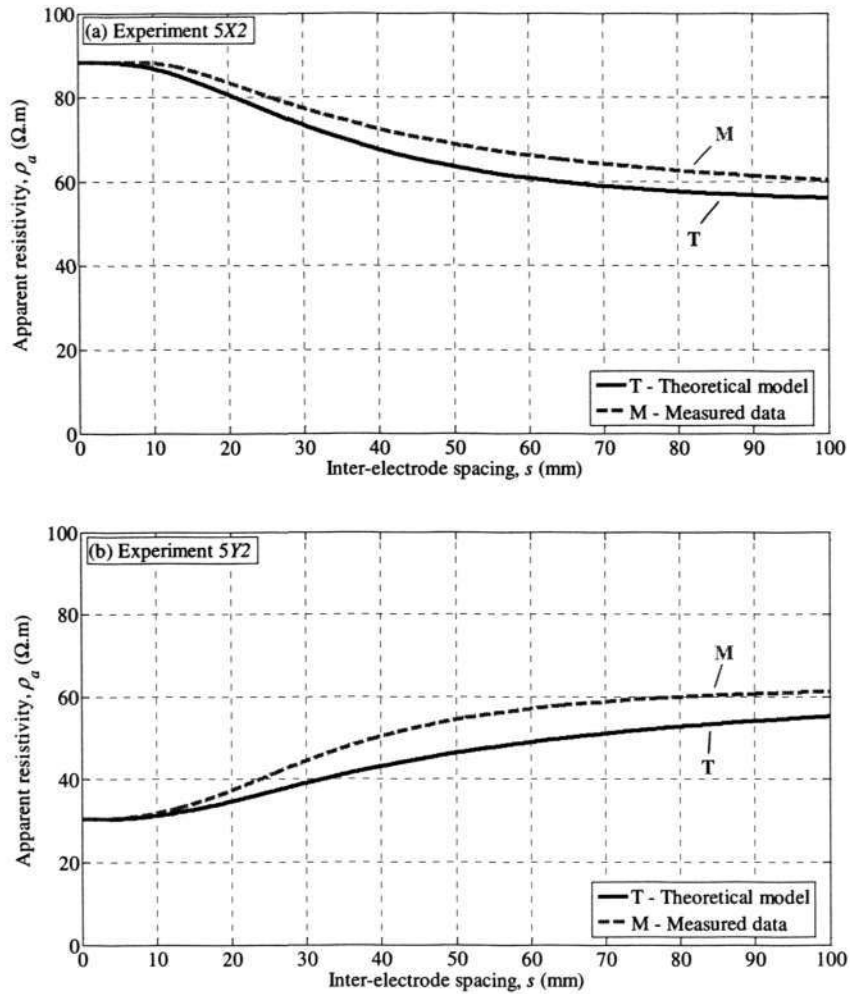 (a) Experiment 5X2
100
80
60
40
20
0
Apparent resistivity, ρa (Ω.m)
M
T
T - Theoretical model
M - Measured data
0 10 20 30 40 50 60 70 80 90 100
Inter-electrode spacing, s (mm)
(b) Experiment 5Y2
100
80
60
40
20
0
Apparent resistivity, ρa (Ω.m)
M
T
T - Theoretical model
M - Measured data
0 10 20 30 40 50 60 70 80 90 100
Inter-electrode spacing, s (mm)